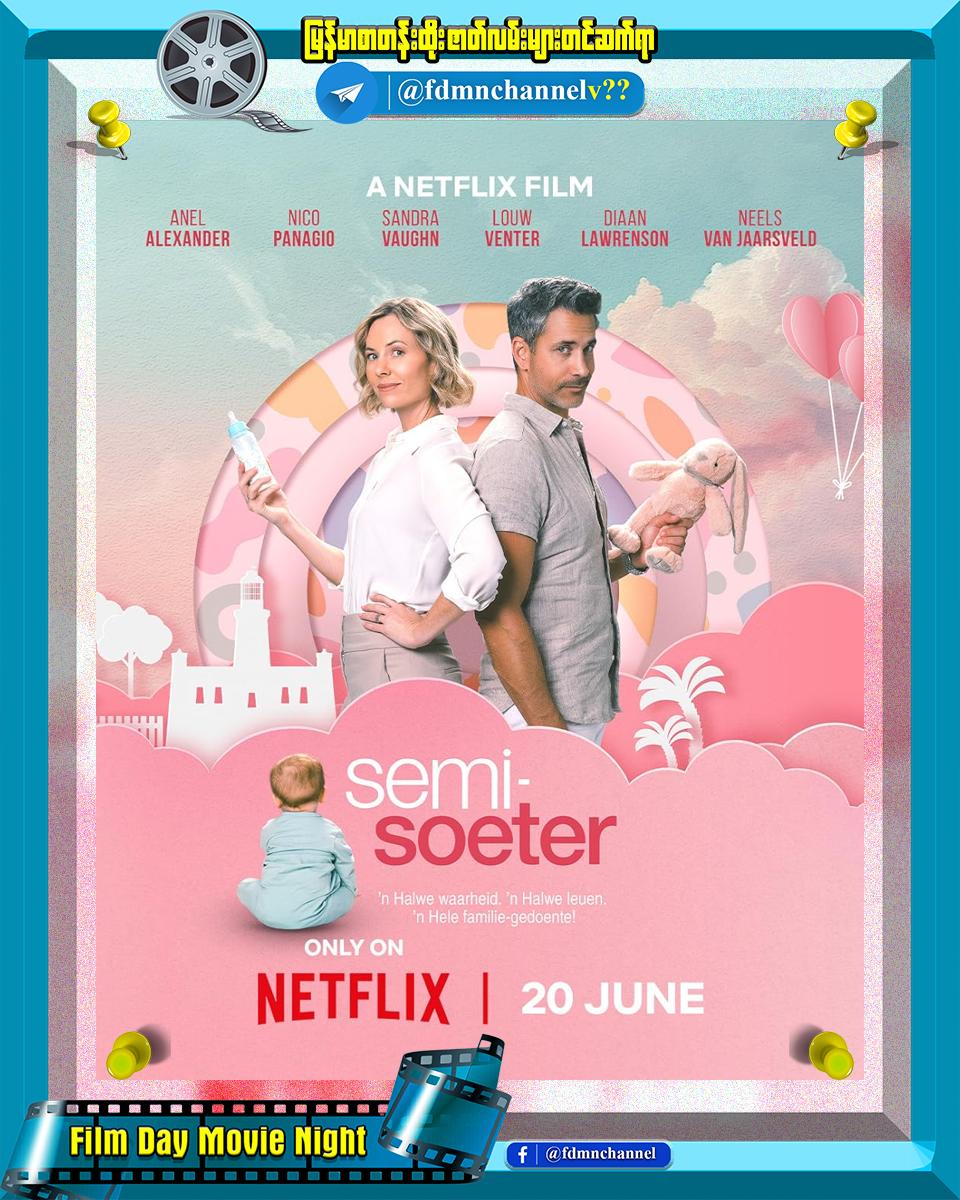 မြန်မာစာတန်းထိုးဇာတ်လမ်းများတင်ဆက်ရာ
@fdmnchannelv??
A NETFLIX FILM
ANEL ALEXANDER
NICO PANAGIO
SANDRA VAUGHN
LOUW VENTER
DIAAN LAWRENSON
NEELS VAN JAARSVELD
semi-
soeter
'n Halwe waarheid. 'n Halwe leuen.
'n Hele familie-gedoente!
ONLY ON
NETFLIX | 20 JUNE
Film Day Movie Night
@fdmnchannel